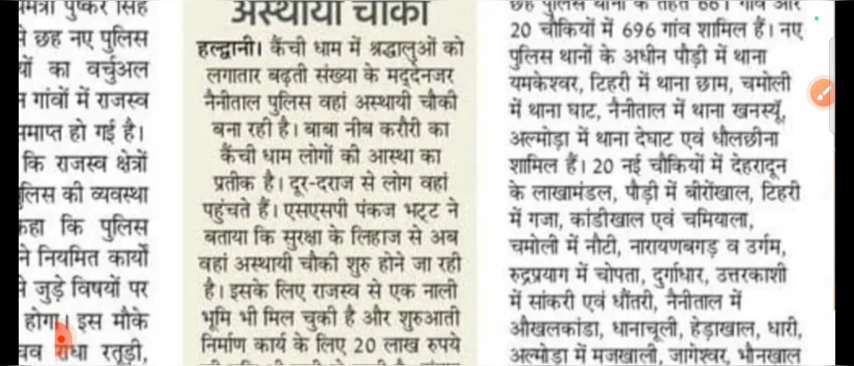 पुष्कर सिंह
छह नए पुलिस
का वर्चुअल
गांवों में राजस्व
समाप्त हो गई है।
कि राजस्व क्षेत्रों
पुलिस की व्यवस्था
कहा कि पुलिस
नियमित कार्यों
से जुड़े विषयों पर
होगा। इस मौके
राधा रतूड़ी,
अस्थायी चौकी
हल्द्वानी। कैंची धाम में श्रद्धालुओं को
लगातार बढ़ती संख्या के मद्देनजर
नैनीताल पुलिस वहां अस्थायी चौकी
बना रही है। बाबा नीब करौरी का
कैंची धाम लोगों की आस्था का
प्रतीक है। दूर-दराज से लोग वहां
पहुंचते हैं। एसएसपी पंकज भट्ट ने
बताया कि सुरक्षा के लिहाज से अब
वहां अस्थायी चौकी शुरु होने जा रही
है। इसके लिए राजस्व से एक नाली
भूमि भी मिल चुकी है और शुरुआती
निर्माण कार्य के लिए 20 लाख रुपये
छह पुलिस थानों के तहत 661 गांव और
20 चौकियों में 696 गांव शामिल हैं। नए
पुलिस थानों के अधीन पौड़ी में थाना
यमकेश्वर, टिहरी में थाना छाम, चमोली
में थाना घाट, नैनीताल में थाना खनस्यूँ,
अल्मोड़ा में थाना देघाट एवं धौलछीना
शामिल हैं। 20 नई चौकियों में देहरादून
के लाखामंडल, पौड़ी में बीरोंखाल, टिहरी
में गजा, कांडीखाल एवं चमियाला,
चमोली में नौटी, नारायणबगड़ व उर्गम,
रुद्रप्रयाग में चोपता, दुर्गाधार, उत्तरकाशी
में सांकरी एवं धौंतरी, नैनीताल में
औखलकांडा, धानाचूली, हेड़ाखाल, धारी,
अल्मोड़ा में मजखाली, जागेश्वर, भौनखाल